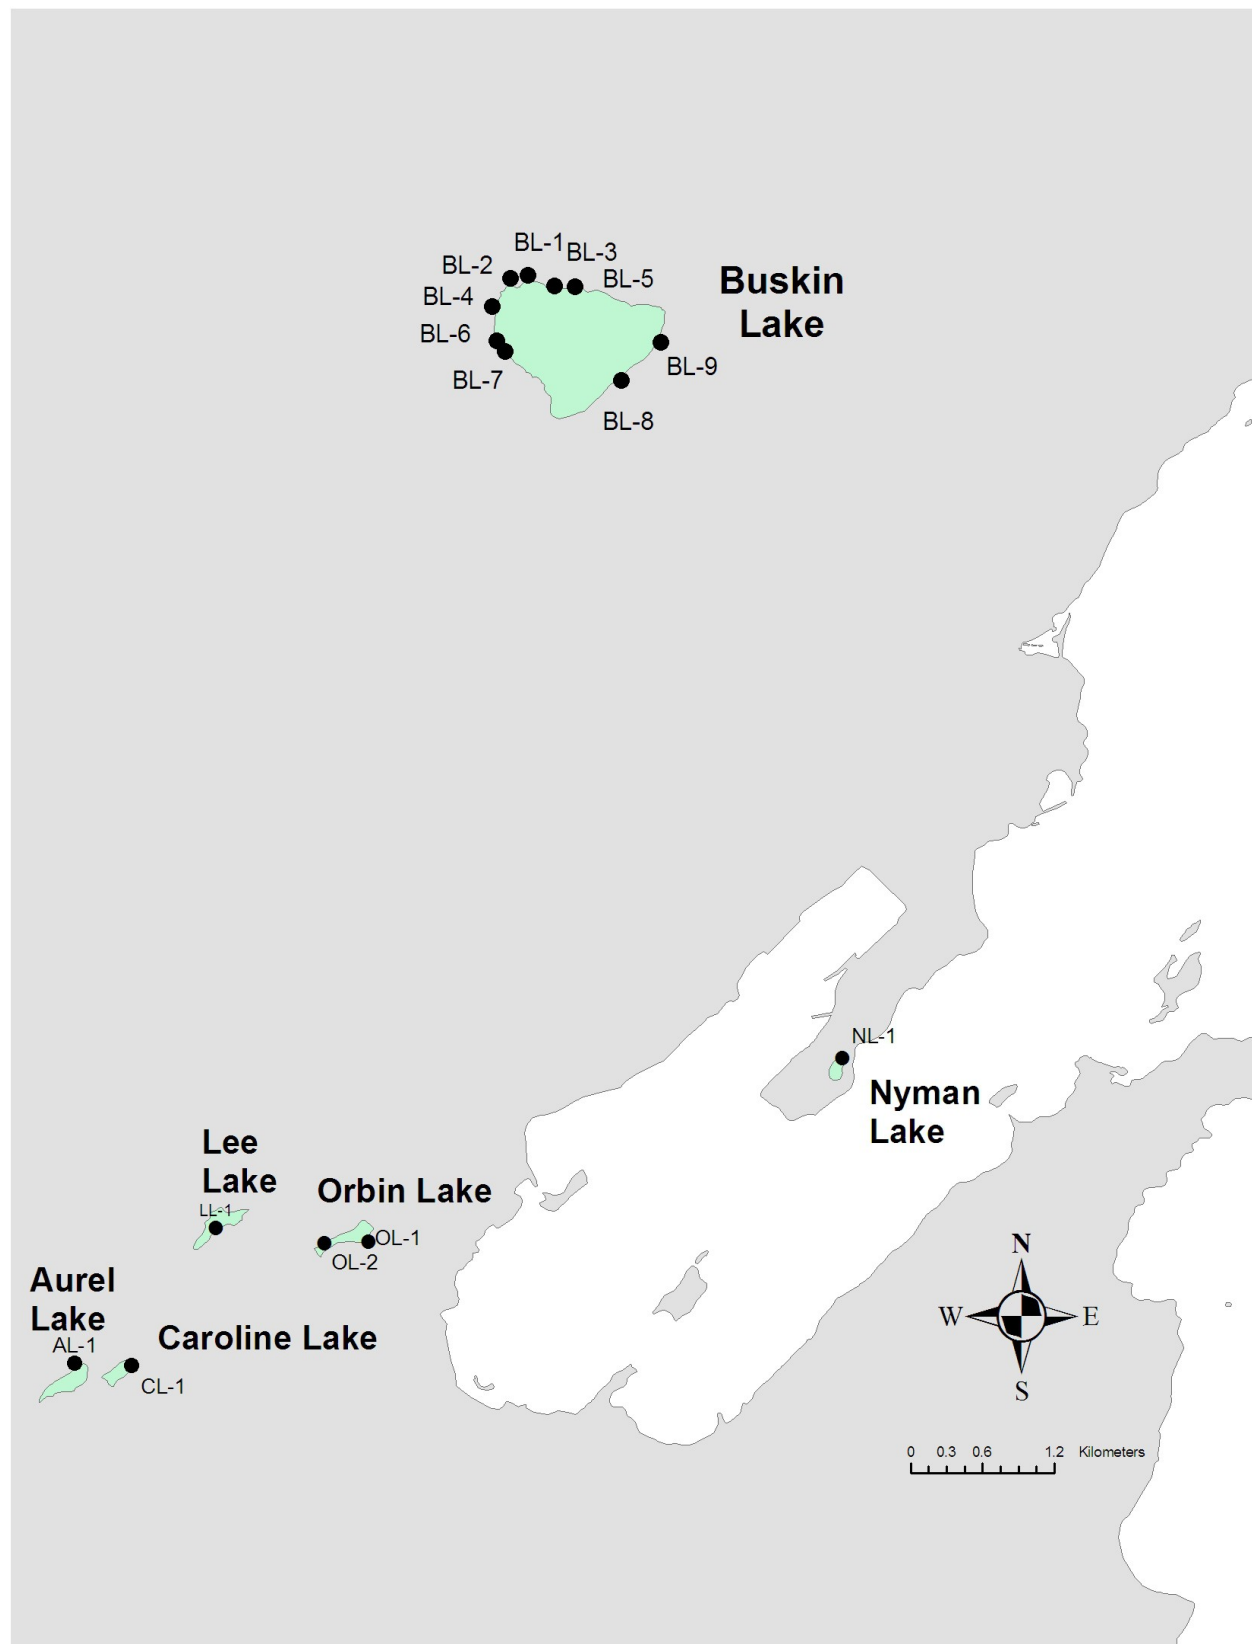 BL-1
BL-3
BL-2
BL-5
BL-4
BL-6
BL-7
BL-9
BL-8
Buskin
Lake
NL-1
Nyman
Lake
Lee
Lake
LL-1
Orbin Lake
OL-1
OL-2
Aurel
Lake
AL-1
Caroline Lake
CL-1
N
W E
S
0 0.3 0.6 1.2 Kilometers